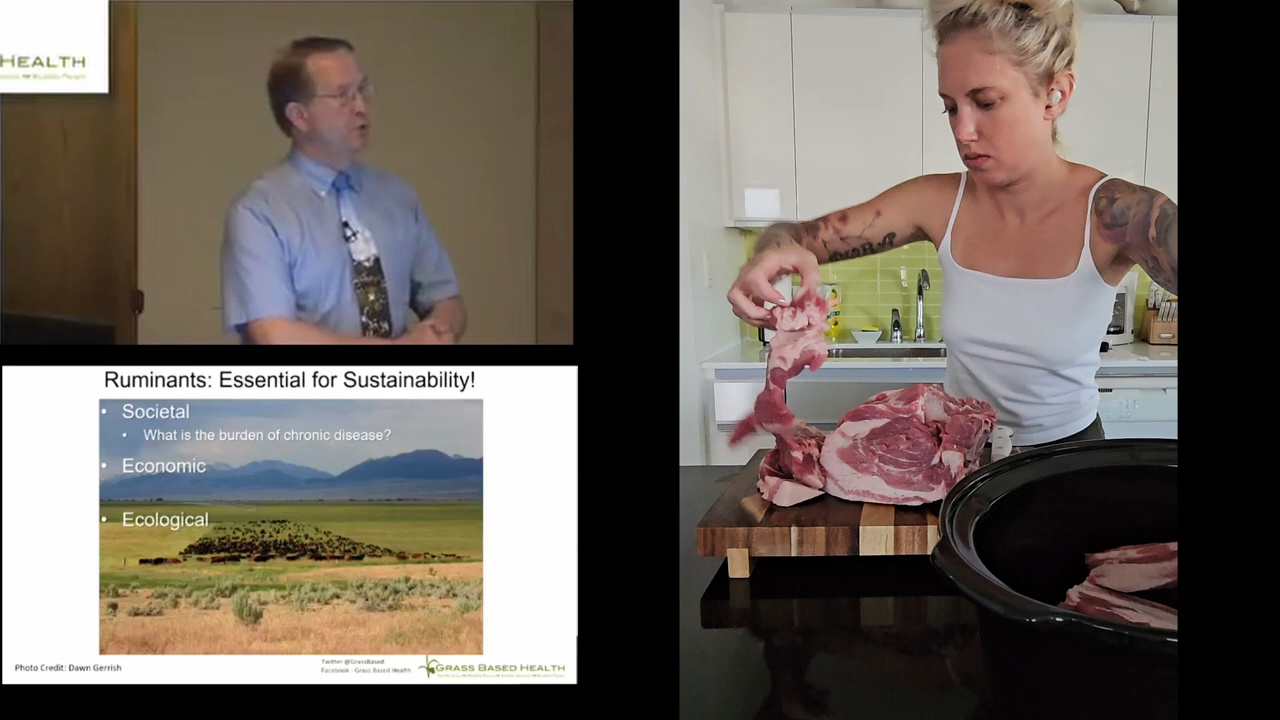 HEALTH
Ruminants: Essential for Sustainability!
• Societal
• What is the burden of chronic disease?
• Economic
• Ecological
Photo Credit: Dawn Gerrish
Twitter @GrassBased
Facebook - Grass Based Health
GRASS BASED HEALTH